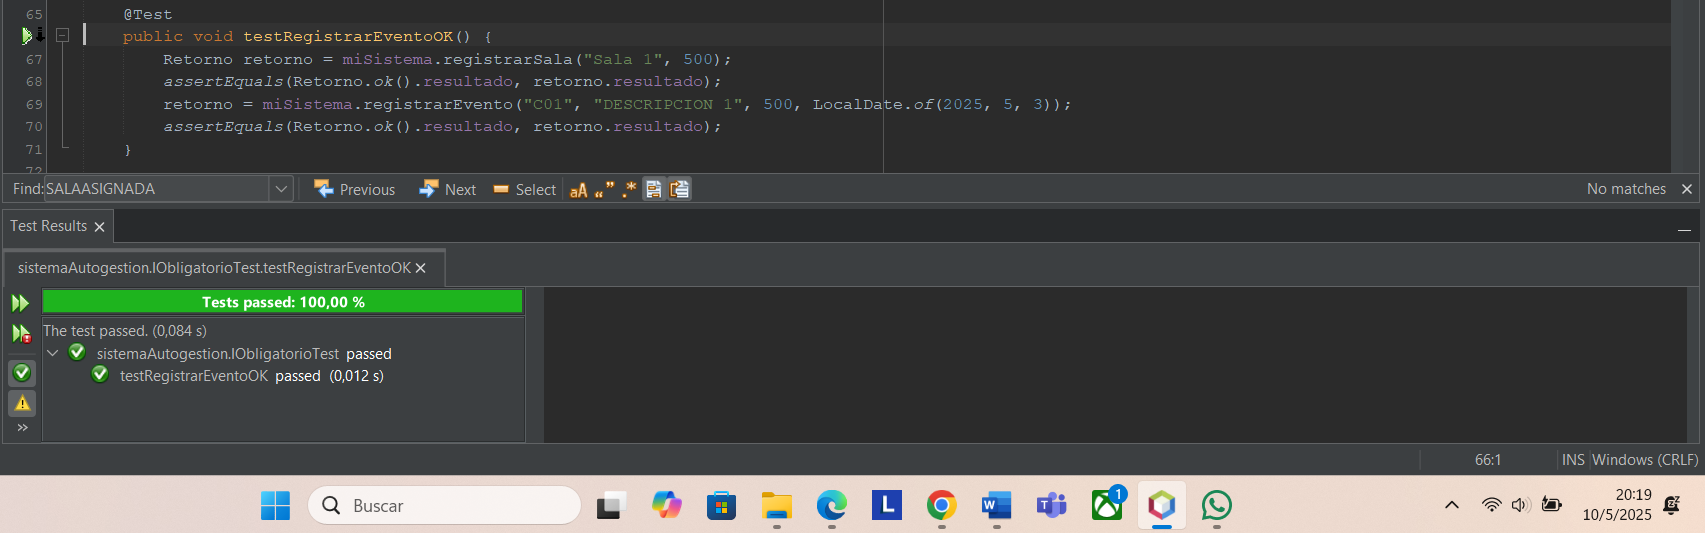 65 @Test
public void testRegistrarEventoOK() {
67 Retorno retorno = miSistema.registrarSala("Sala 1", 500);
68 assertEquals(Retorno.ok().resultado, retorno.resultado);
69 retorno = miSistema.registrarEvento("C01", "DESCRIPCION 1", 500, LocalDate.of(2025, 5, 3));
70 assertEquals(Retorno.ok().resultado, retorno.resultado);
71 }
72
Find: SALAASIGNADA Previous Next Select aA “” .* No matches
Test Results
sistemaAutogestion.IObligatorioTest.testRegistrarEventoOK
Tests passed: 100,00 %
The test passed. (0,084 s)
sistemaAutogestion.IObligatorioTest passed
testRegistrarEventoOK passed (0,012 s)
66:1 INS Windows (CRLF)
Buscar L W 1 20:19
10/5/2025